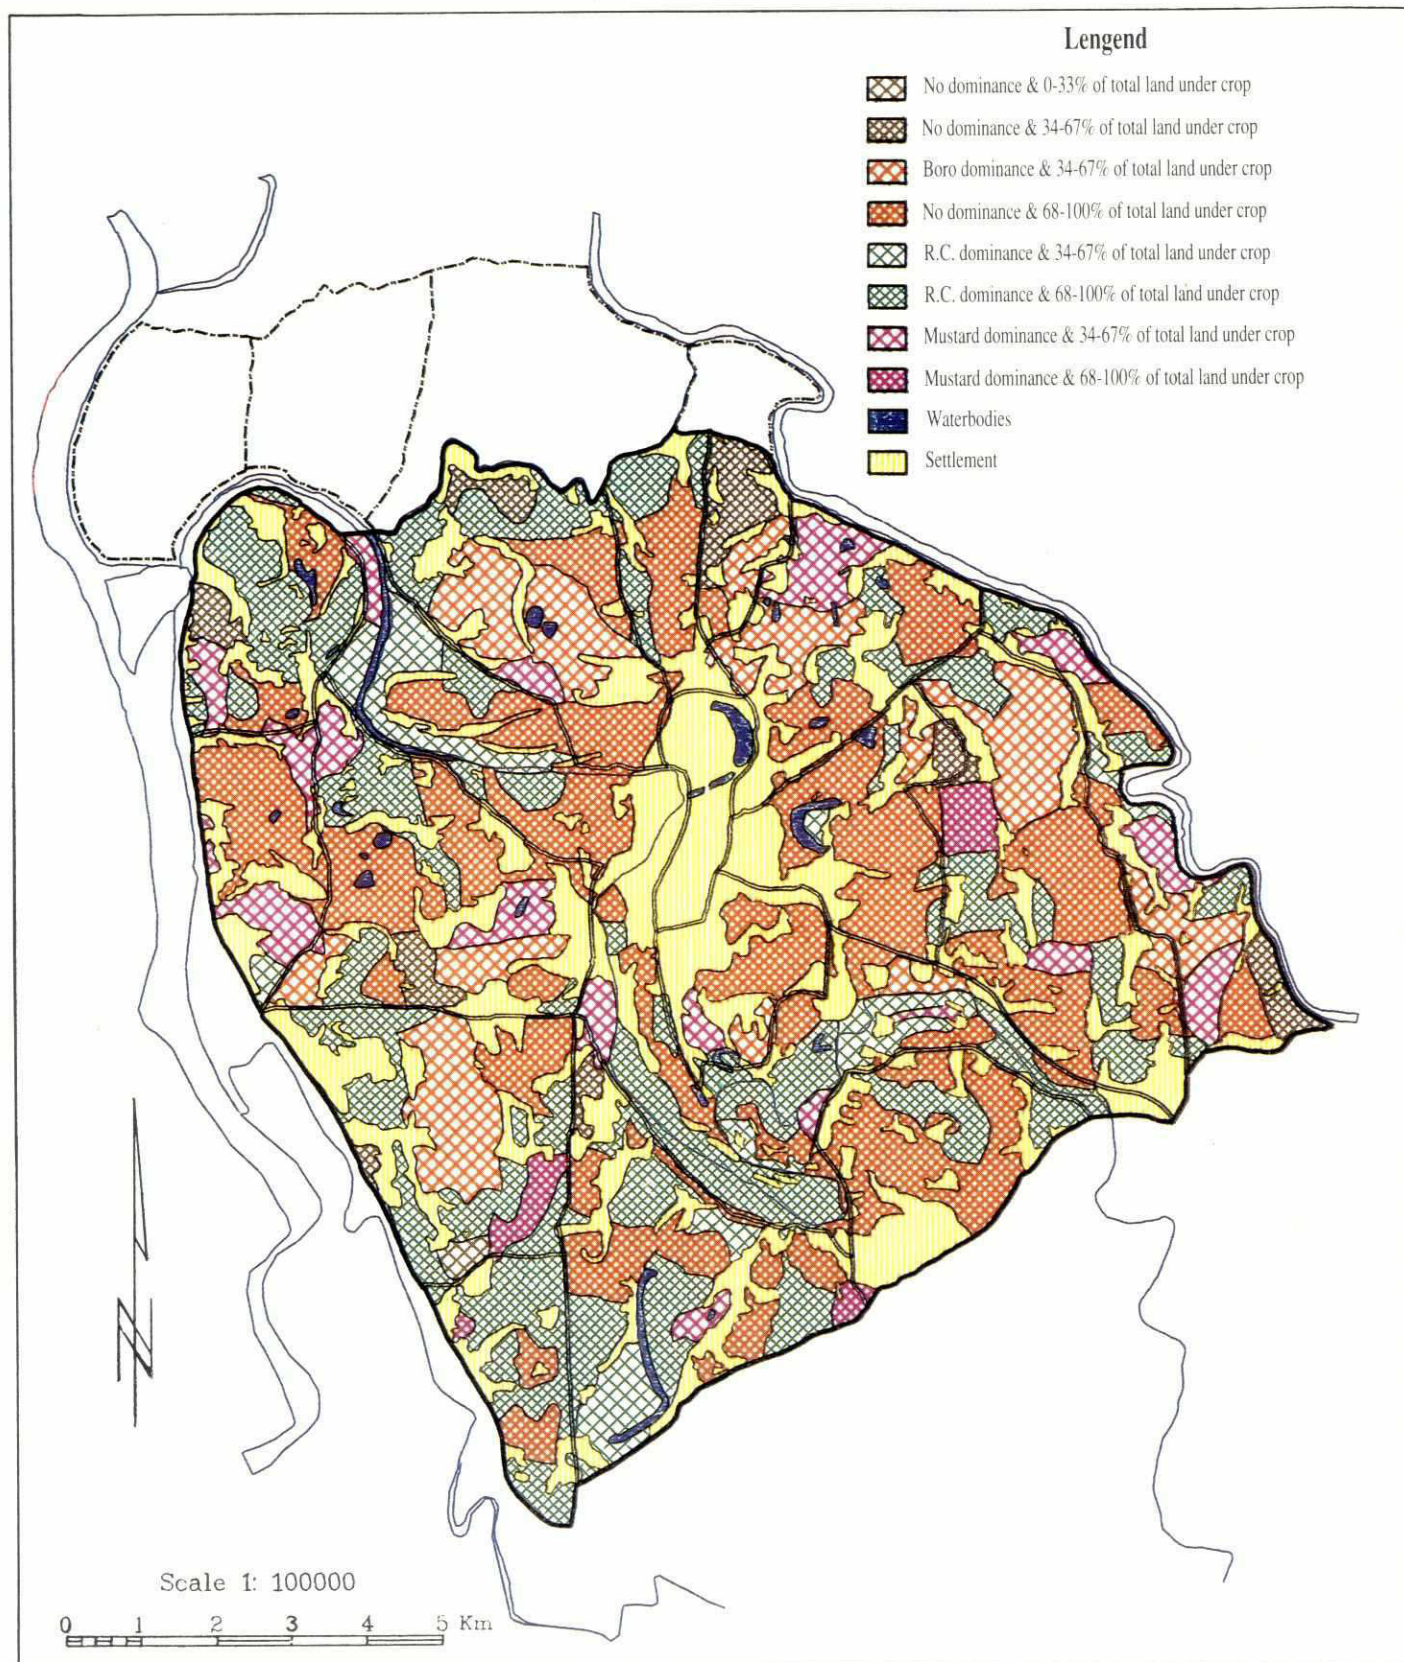 Lengend
No dominance & 0-33% of total land under crop
No dominance & 34-67% of total land under crop
Boro dominance & 34-67% of total land under crop
No dominance & 68-100% of total land under crop
R.C. dominance & 34-67% of total land under crop
R.C. dominance & 68-100% of total land under crop
Mustard dominance & 34-67% of total land under crop
Mustard dominance & 68-100% of total land under crop
Waterbodies
Settlement
Scale 1: 100000
0 1 2 3 4 5 Km